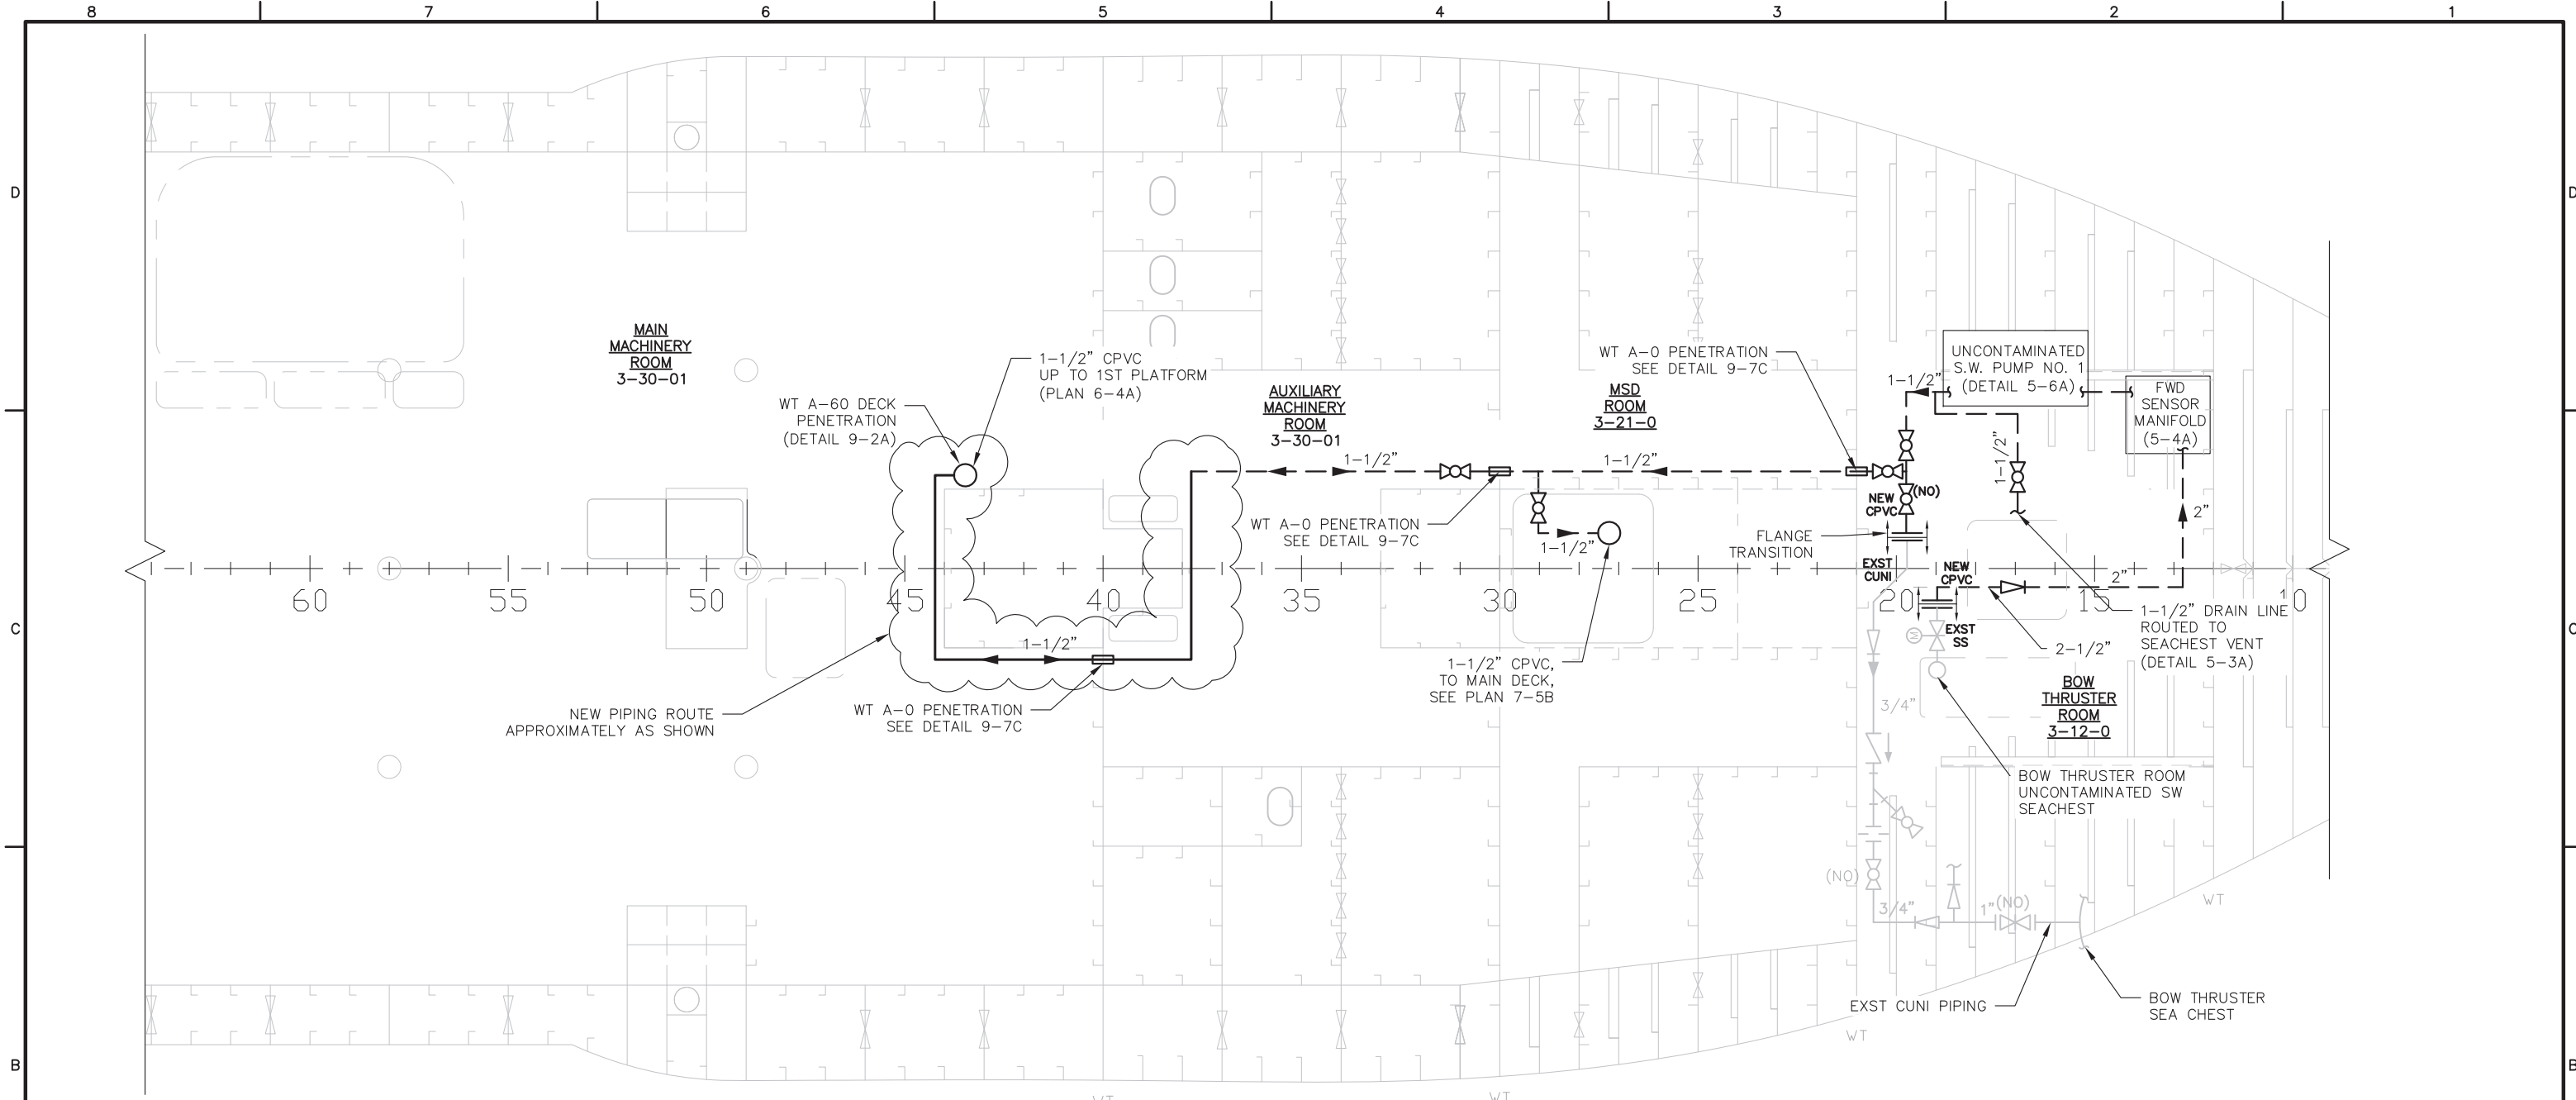 8 7 6 5 4 3 2 1
D D
MAIN
MACHINERY
ROOM
3-30-01
1-1/2" CPVC
UP TO 1ST PLATFORM
(PLAN 6-4A)
WT A-60 DECK
PENETRATION
(DETAIL 9-2A)
AUXILIARY
MACHINERY
ROOM
3-30-01
MSD
ROOM
3-21-0
WT A-0 PENETRATION
SEE DETAIL 9-7C
UNCONTAMINATED
S.W. PUMP NO. 1
(DETAIL 5-6A)
FWD
SENSOR
MANIFOLD
(5-4A)
1-1/2"
1-1/2"
1-1/2"
1-1/2"
2"
NEW
CPVC
(NO)
WT A-0 PENETRATION
SEE DETAIL 9-7C
1-1/2"
FLANGE
TRANSITION
EXST
CUNI
NEW
CPVC
2"
60 55 50 45 40 35 30 25 20 15 10
C C
EXST
SS
2-1/2"
1-1/2" DRAIN LINE
ROUTED TO
SEACHEST VENT
(DETAIL 5-3A)
M
1-1/2"
1-1/2" CPVC,
TO MAIN DECK,
SEE PLAN 7-5B
NEW PIPING ROUTE
APPROXIMATELY AS SHOWN
WT A-0 PENETRATION
SEE DETAIL 9-7C
BOW
THRUSTER
ROOM
3-12-0
3/4"
BOW THRUSTER ROOM
UNCONTAMINATED SW
SEACHEST
(NO)
3/4"
1"
(NO)
WT
EXST CUNI PIPING
BOW THRUSTER
SEA CHEST
WT
B B
WT
WT